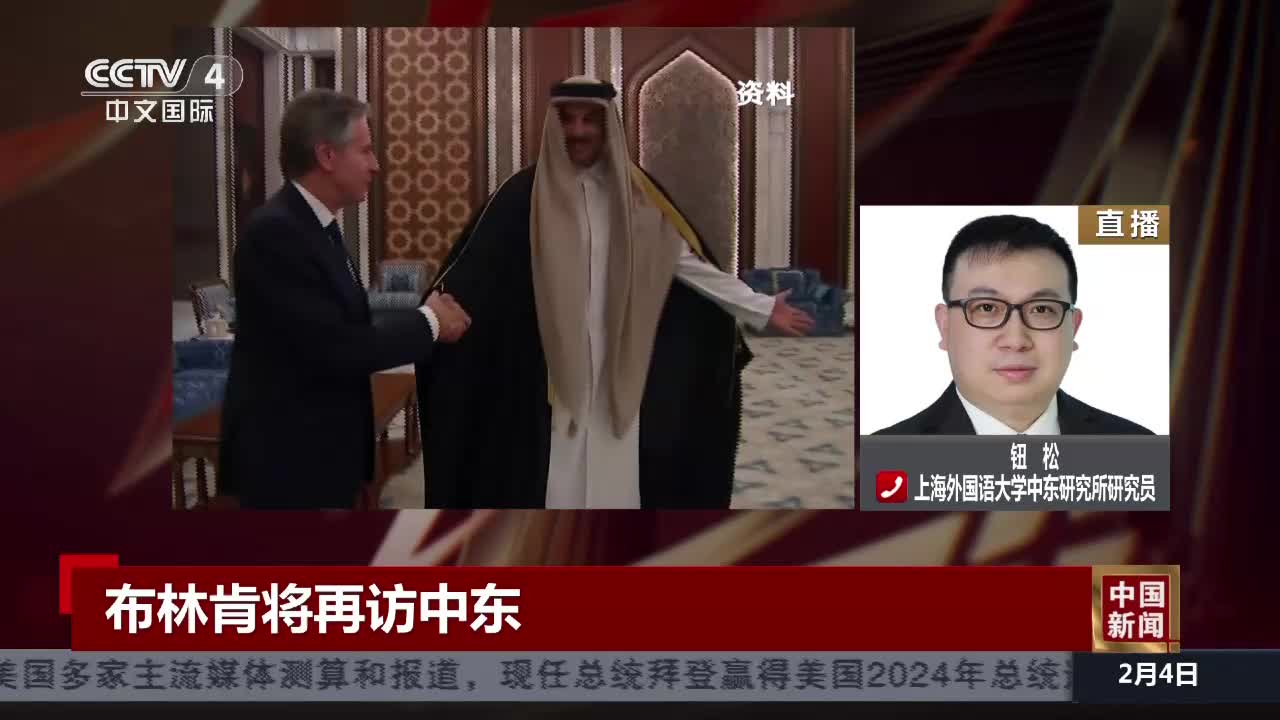 CCTV 4
中文国际
资料
直播
钮 松
上海外国语大学中东研究所研究员
布林肯将再访中东
中国
新闻
美国多家主流媒体测算和报道，现任总统拜登赢得美国2024年总统
2月4日